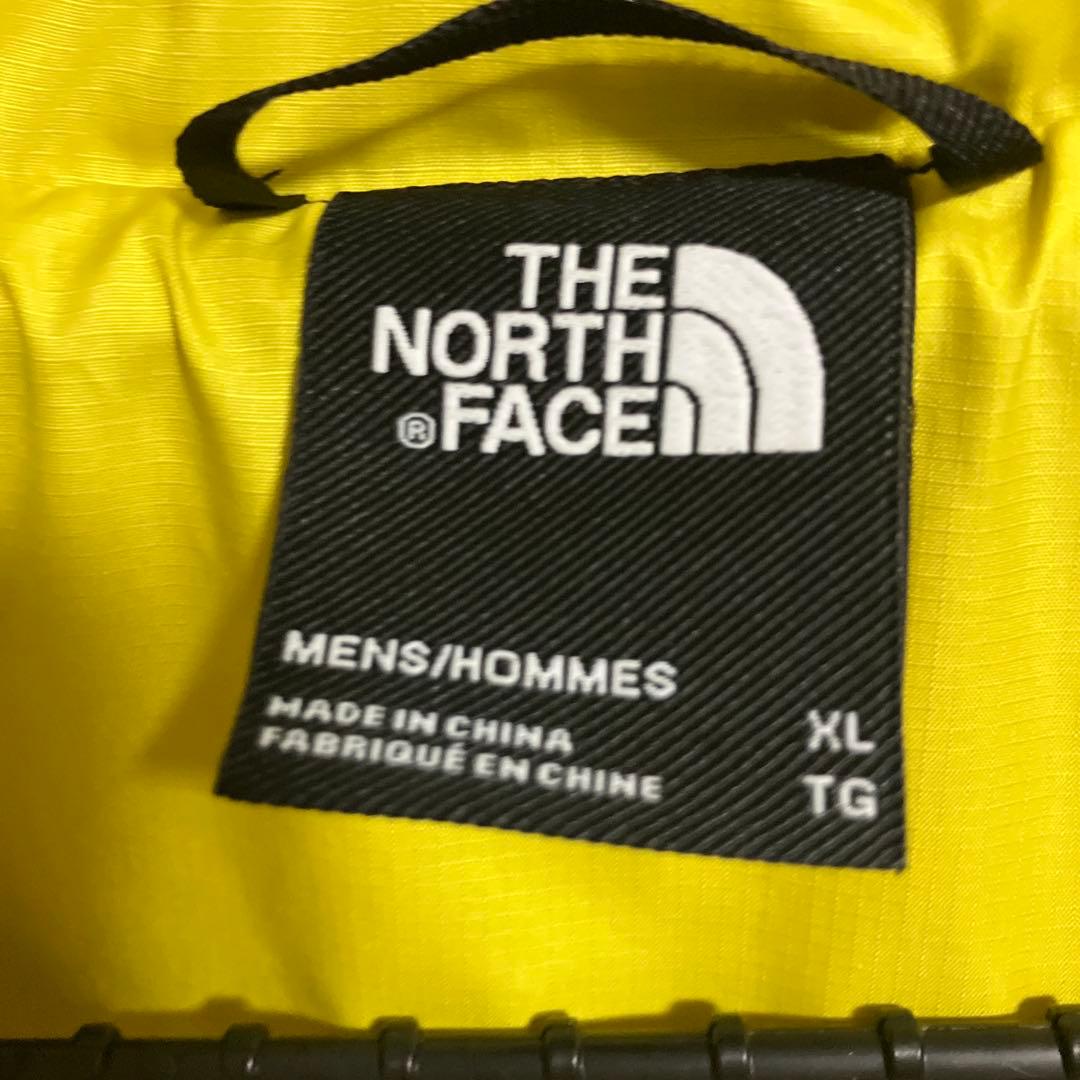 THE
NORTH
® FACE
MENS/HOMMES
MADE IN CHINA
FABRIQUÉ EN CHINE
XL
TG